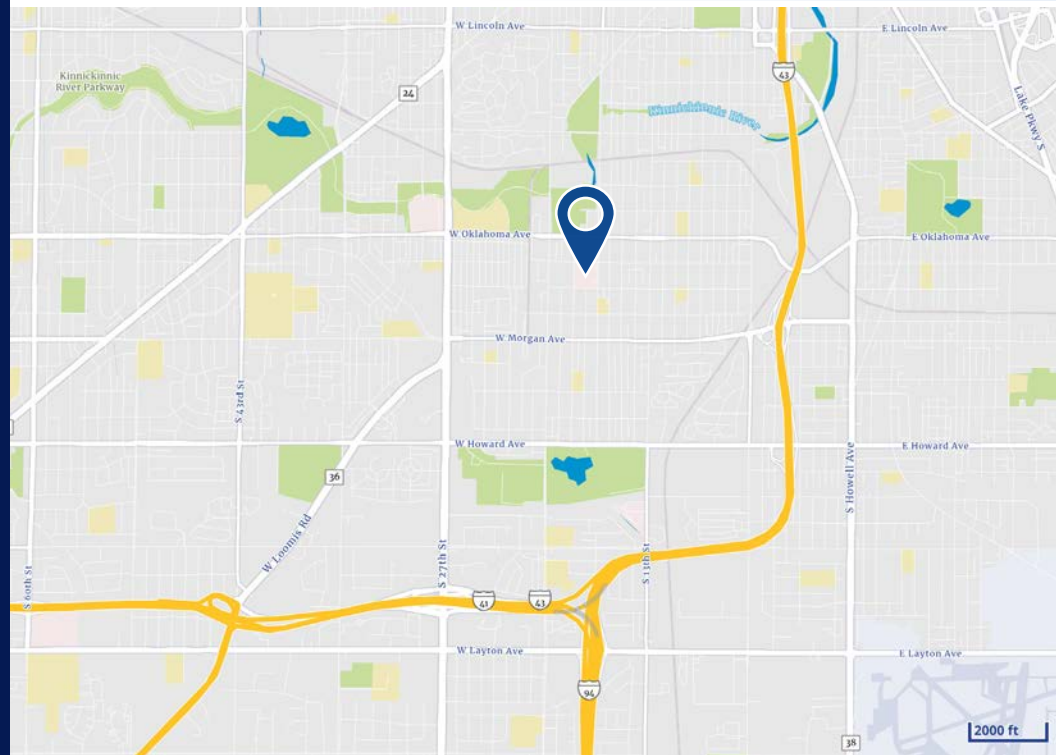 W Lincoln Ave
E Lincoln Ave
Kinnickinnic
River Parkway
43
24
Lake Pkwy S
Kinnickinnic River
W Oklahoma Ave
E Oklahoma Ave
W Morgan Ave
S 43rd St
W Howard Ave
E Howard Ave
36
S Howell Ave
W Loomis Rd
S 27th St
S 13th St
S 60th St
41
43
W Layton Ave
E Layton Ave
94
38
2000 ft